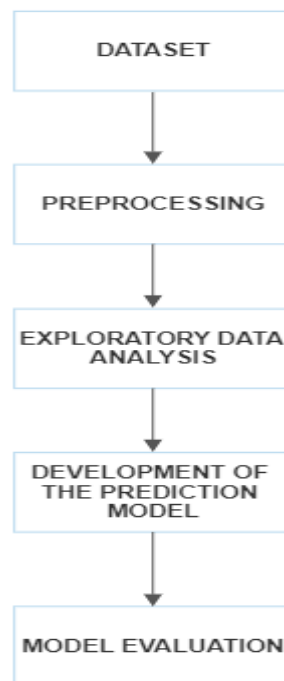 DATASET
PREPROCESSING
EXPLORATORY DATA
ANALYSIS
DEVELOPMENT OF
THE PREDICTION
MODEL
MODEL EVALUATION